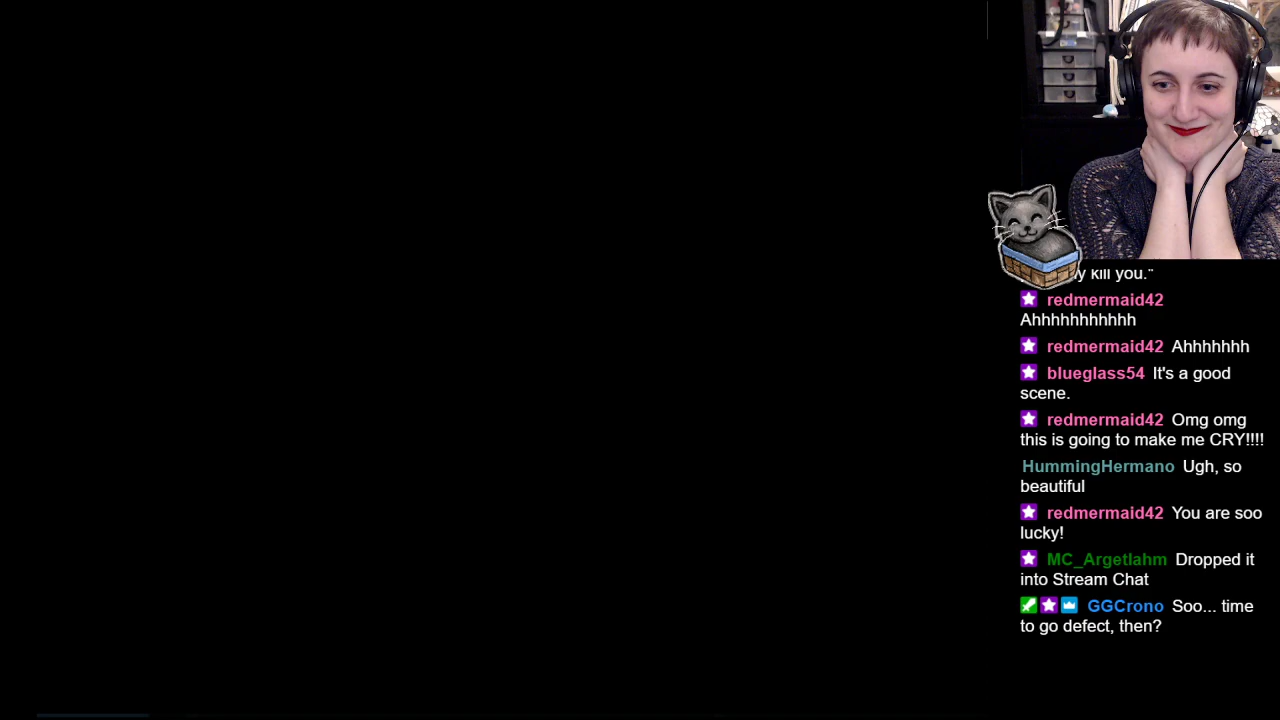 y kill you."
redmermaid42
Ahhhhhhhhhhh
redmermaid42 Ahhhhhhh
blueglass54 It's a good
scene.
redmermaid42 Omg omg
this is going to make me CRY!!!!
HummingHermano Ugh, so
beautiful
redmermaid42 You are soo
lucky!
MC_Argetlahm Dropped it
into Stream Chat
GGCrono Soo... time
to go defect, then?